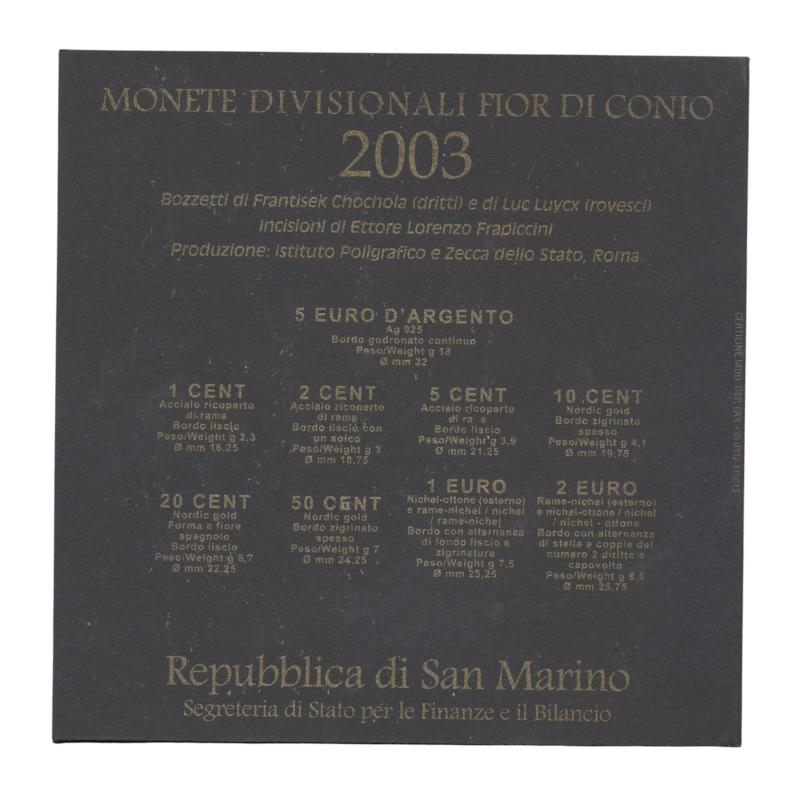 MONETE DIVISIONALI FIOR DI CONIO
2003
Bozzetti di Frantisek Chochola (dritti) e di Luc Luycx (rovesci)
Incisioni di Ettore Lorenzo Frapiccini
Produzione: Istituto Poligrafico e Zecca dello Stato, Roma
5 EURO D'ARGENTO
Ag 925
Bordo godronato continuo
Peso/Weight g 18
Ø mm 32
1 CENT
Acciaio ricoperto
di rame
Bordo liscio
Peso/Weight g 2,3
Ø mm 16,25
2 CENT
Acciaio ricoperto
di rame
Bordo liscio con
un solco
Peso/Weight g 3
Ø mm 18,75
5 CENT
Acciaio ricoperto
di ra e
Bordo liscio
Peso/Weight g 3,9
Ø mm 21,25
10 CENT
Nordic gold
Bordo zigrinato
spesso
Peso/Weight g 4,1
Ø mm 19,75
20 CENT
Nordic gold
Forma a fiore
spagnolo
Bordo liscio
Peso/Weight g 5,7
Ø mm 22,25
50 CENT
Nordic gold
Bordo zigrinato
spesso
Peso/Weight g 7
Ø mm 24,25
1 EURO
Nichel-ottone (esterno)
e rame-nichel / nichel
/ rame-nichel
Bordo con alternanza
di fondo liscio e
zigrinatura
Peso/Weight g 7,5
Ø mm 23,25
2 EURO
Rame-nichel (esterno)
e nichel-ottone / nichel
/ nichel - ottone
Bordo con alternanza
di stelle e coppie del
numero 2 diritto e
capovolto
Peso/Weight g 8,5
Ø mm 25,75
Repubblica di San Marino
Segreteria di Stato per le Finanze e il Bilancio